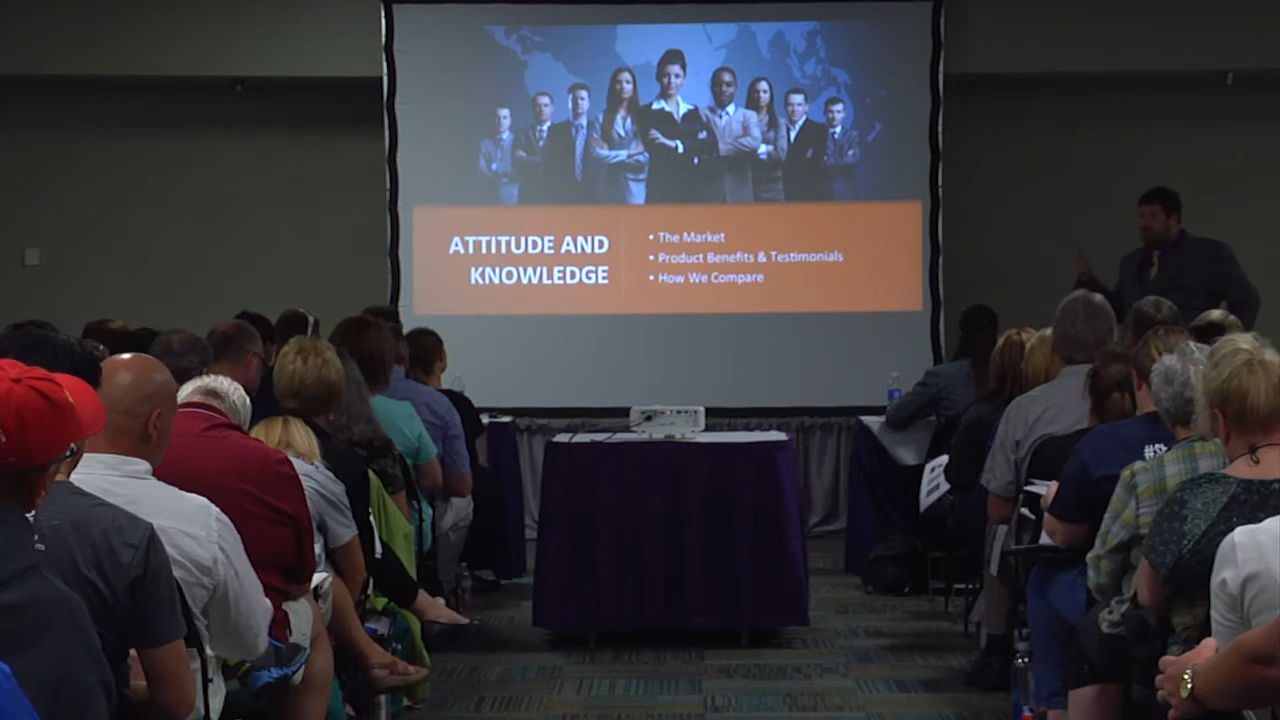 ATTITUDE AND
KNOWLEDGE
• The Market
• Product Benefits & Testimonials
• How We Compare